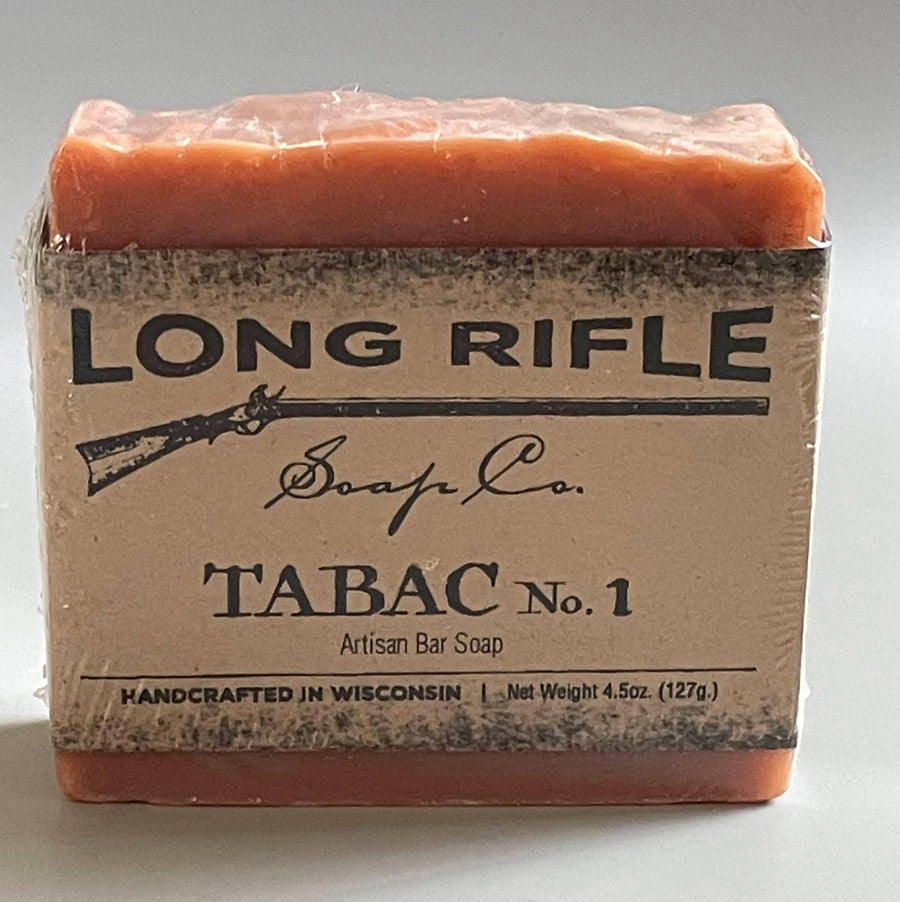 LONG RIFLE
Soap Co.
TABAC No. 1
Artisan Bar Soap
HANDCRAFTED IN WISCONSIN | Net Weight 4.5oz. (127g.)